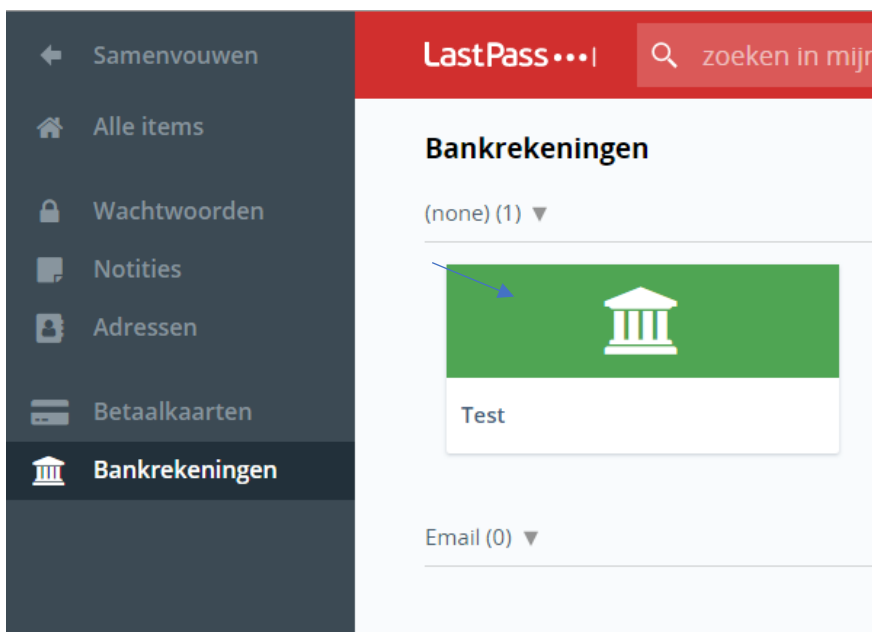 Samenvouwen
Alle items
Wachtwoorden
Notities
Adressen
Betaalkaarten
Bankrekeningen
LastPass
zoeken in mijn
Bankrekeningen
(none) (1) ▼
Test
Email (0) ▼